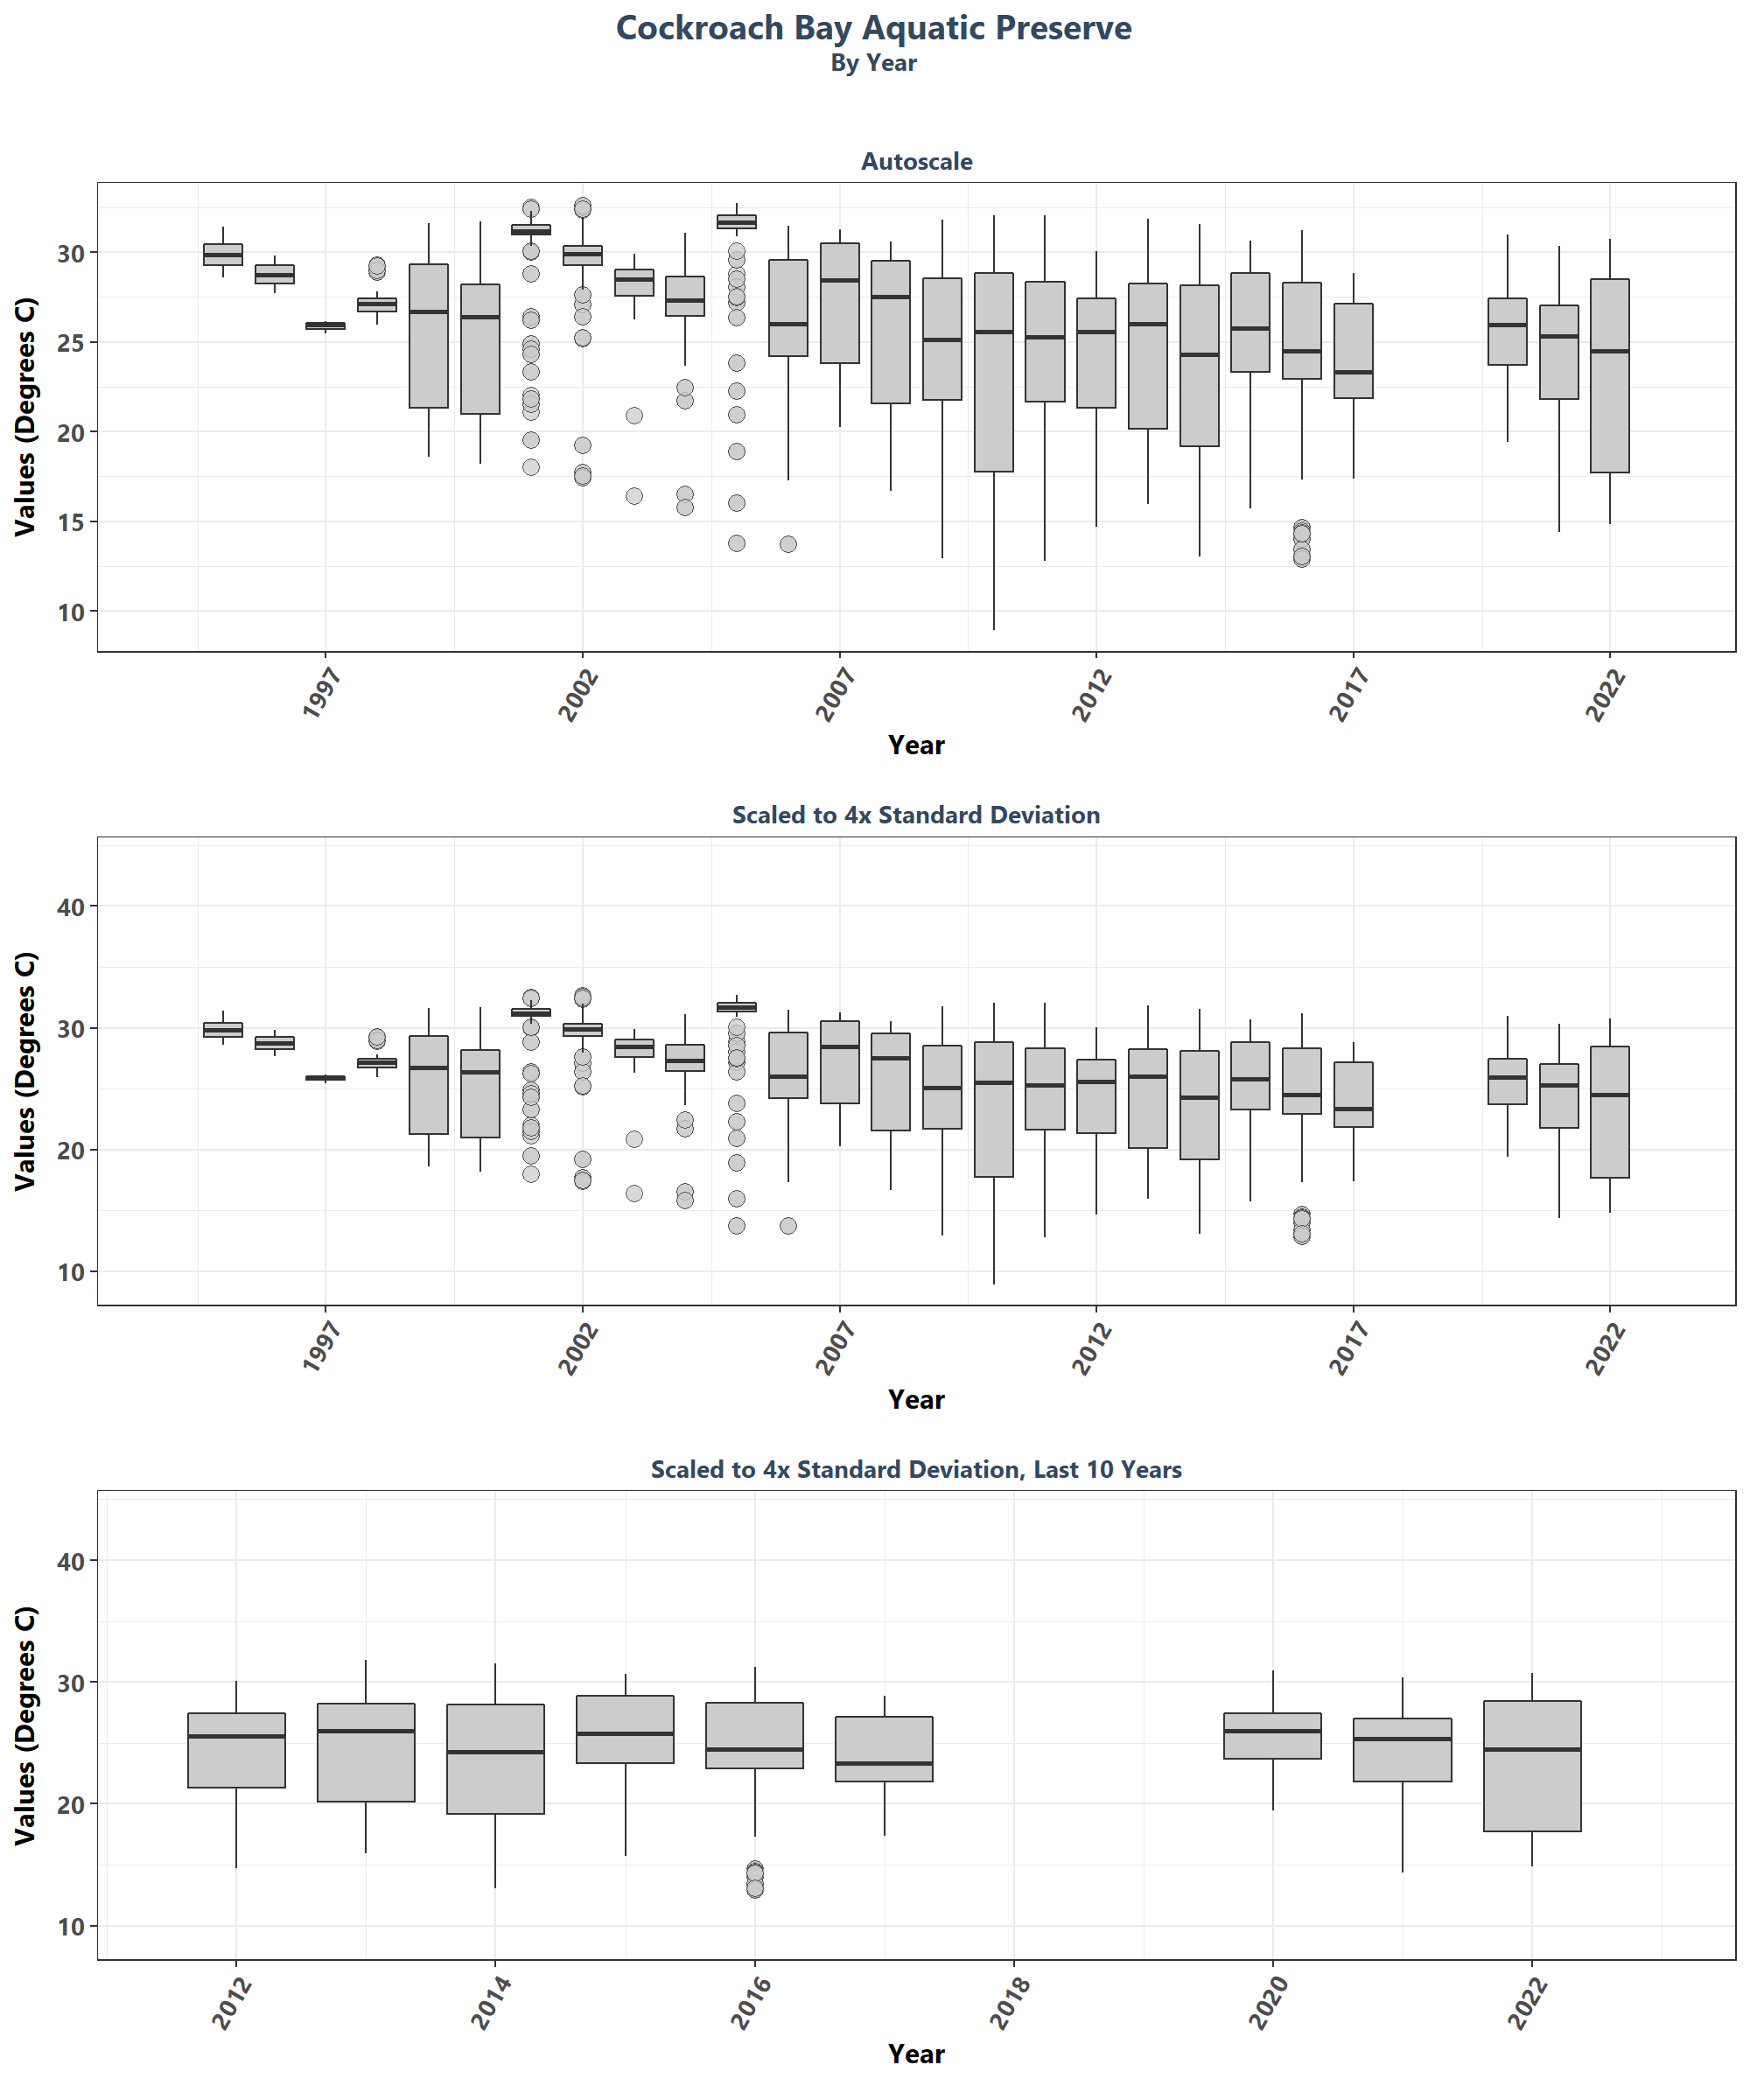 Cockroach Bay Aquatic Preserve
By Year
Autoscale
Values (Degrees C)
30
25
20
15
10
1997
2002
2007
2012
2017
2022
Year
Scaled to 4x Standard Deviation
Values (Degrees C)
40
30
20
10
1997
2002
2007
2012
2017
2022
Year
Scaled to 4x Standard Deviation, Last 10 Years
Values (Degrees C)
40
30
20
10
2012
2014
2016
2018
2020
2022
Year